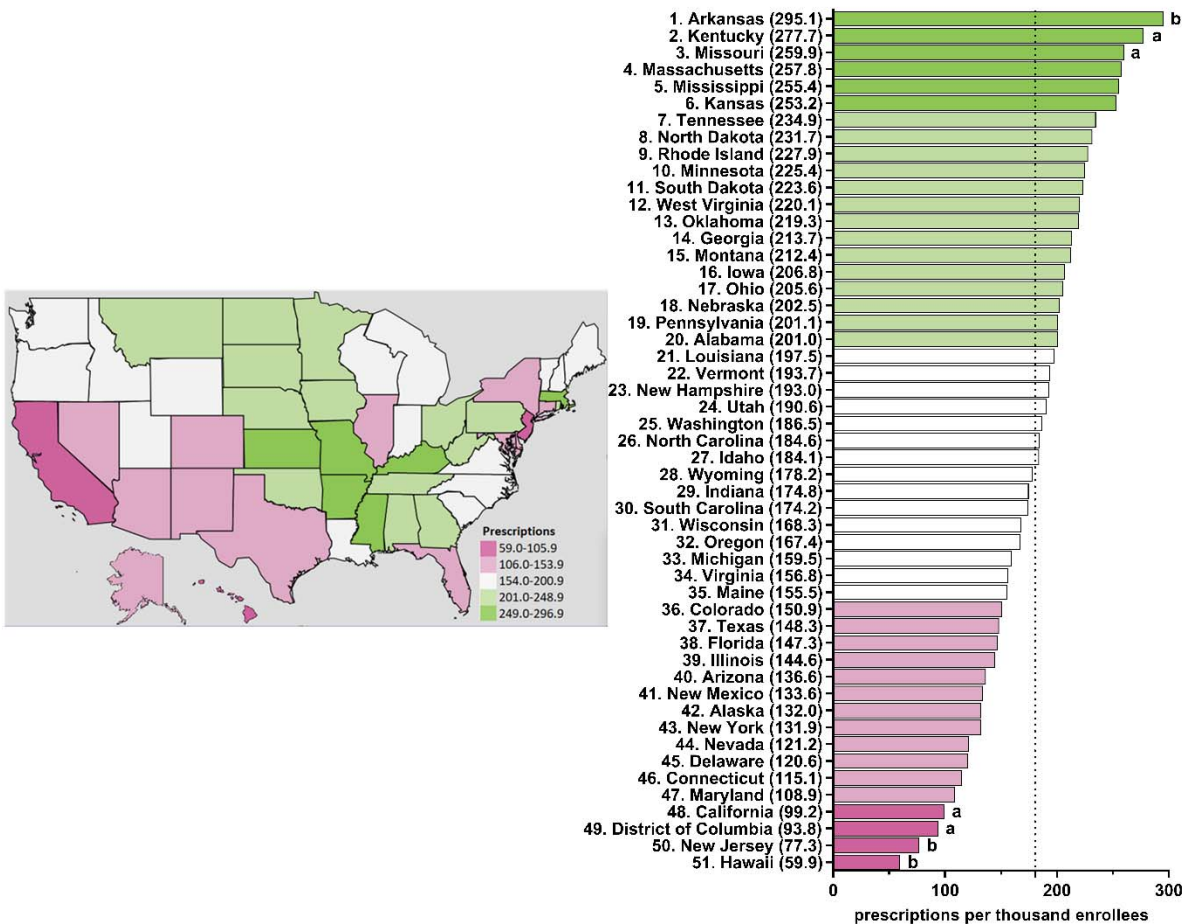 Prescriptions
59.0-105.9
106.0-153.9
154.0-200.9
201.0-248.9
249.0-296.9
1. Arkansas (295.1) b
2. Kentucky (277.7) a
3. Missouri (259.9) a
4. Massachusetts (257.8)
5. Mississippi (255.4)
6. Kansas (253.2)
7. Tennessee (234.9)
8. North Dakota (231.7)
9. Rhode Island (227.9)
10. Minnesota (225.4)
11. South Dakota (223.6)
12. West Virginia (220.1)
13. Oklahoma (219.3)
14. Georgia (213.7)
15. Montana (212.4)
16. Iowa (206.8)
17. Ohio (205.6)
18. Nebraska (202.5)
19. Pennsylvania (201.1)
20. Alabama (201.0)
21. Louisiana (197.5)
22. Vermont (193.7)
23. New Hampshire (193.0)
24. Utah (190.6)
25. Washington (186.5)
26. North Carolina (184.6)
27. Idaho (184.1)
28. Wyoming (178.2)
29. Indiana (174.8)
30. South Carolina (174.2)
31. Wisconsin (168.3)
32. Oregon (167.4)
33. Michigan (159.5)
34. Virginia (156.8)
35. Maine (155.5)
36. Colorado (150.9)
37. Texas (148.3)
38. Florida (147.3)
39. Illinois (144.6)
40. Arizona (136.6)
41. New Mexico (133.6)
42. Alaska (132.0)
43. New York (131.9)
44. Nevada (121.2)
45. Delaware (120.6)
46. Connecticut (115.1)
47. Maryland (108.9)
48. California (99.2) a
49. District of Columbia (93.8) a
50. New Jersey (77.3) b
51. Hawaii (59.9) b
0 100 200 300
prescriptions per thousand enrollees